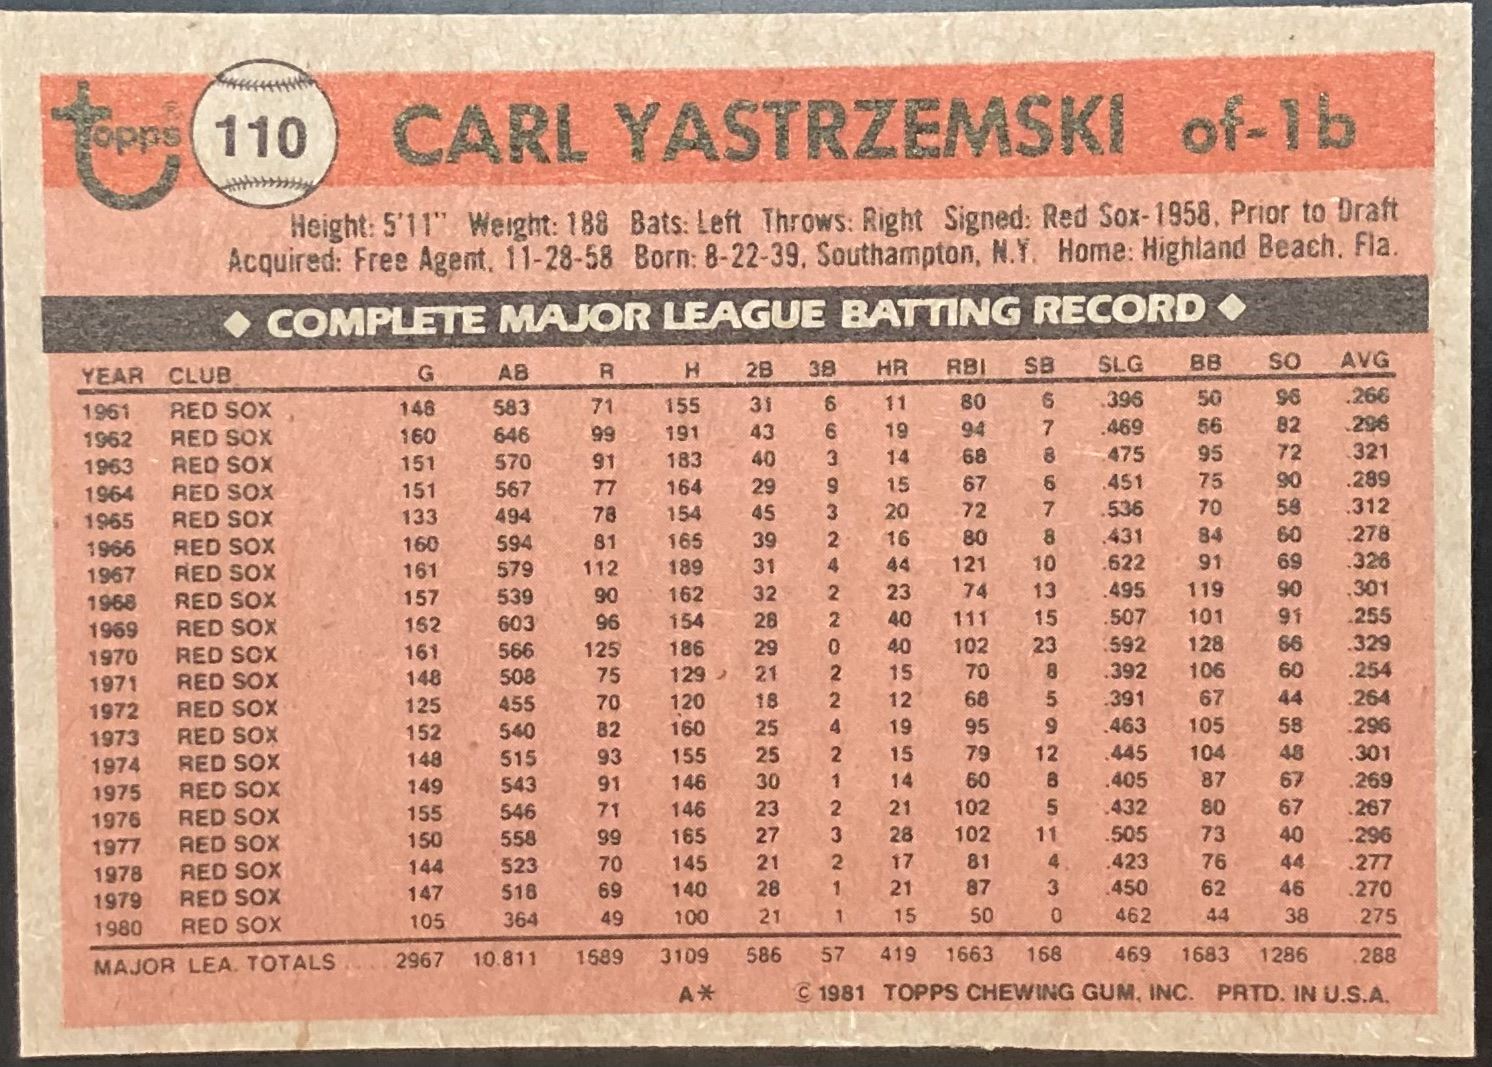 topps 110 CARL YASTRZEMSKI of-1b
Height: 5'11" Weight: 188 Bats: Left Throws: Right Signed: Red Sox-1958, Prior to Draft
Acquired: Free Agent, 11-28-58 Born: 8-22-39, Southampton, N.Y. Home: Highland Beach, Fla.
◆ COMPLETE MAJOR LEAGUE BATTING RECORD ◆
YEAR CLUB G AB R H 2B 3B HR RBI SB SLG BB SO AVG
1961 RED SOX 148 583 71 155 31 6 11 80 6 .396 50 96 .266
1962 RED SOX 160 646 99 191 43 6 19 94 7 .469 66 82 .296
1963 RED SOX 151 570 91 183 40 3 14 68 8 .475 95 72 .321
1964 RED SOX 151 567 77 164 29 9 15 67 6 .451 75 90 .289
1965 RED SOX 133 494 78 154 45 3 20 72 7 .536 70 58 .312
1966 RED SOX 160 594 81 165 39 2 16 80 8 .431 84 60 .278
1967 RED SOX 161 579 112 189 31 4 44 121 10 .622 91 69 .326
1968 RED SOX 157 539 90 162 32 2 23 74 13 .495 119 90 .301
1969 RED SOX 162 603 96 154 28 2 40 111 15 .507 101 91 .255
1970 RED SOX 161 566 125 186 29 0 40 102 23 .592 128 66 .329
1971 RED SOX 148 508 75 129 21 2 15 70 8 .392 106 60 .254
1972 RED SOX 125 455 70 120 18 2 12 68 5 .391 67 44 .264
1973 RED SOX 152 540 82 160 25 4 19 95 9 .463 105 58 .296
1974 RED SOX 148 515 93 155 25 2 15 79 12 .445 104 48 .301
1975 RED SOX 149 543 91 146 30 1 14 60 8 .405 87 67 .269
1976 RED SOX 155 546 71 146 23 2 21 102 5 .432 80 67 .267
1977 RED SOX 150 558 99 165 27 3 28 102 11 .505 73 40 .296
1978 RED SOX 144 523 70 145 21 2 17 81 4 .423 76 44 .277
1979 RED SOX 147 518 69 140 28 1 21 87 3 .450 62 46 .270
1980 RED SOX 105 364 49 100 21 1 15 50 0 .462 44 38 .275
MAJOR LEA. TOTALS 2967 10.811 1689 3109 586 57 419 1663 168 .469 1683 1286 .288
A* © 1981 TOPPS CHEWING GUM, INC. PRTD. IN U.S.A.